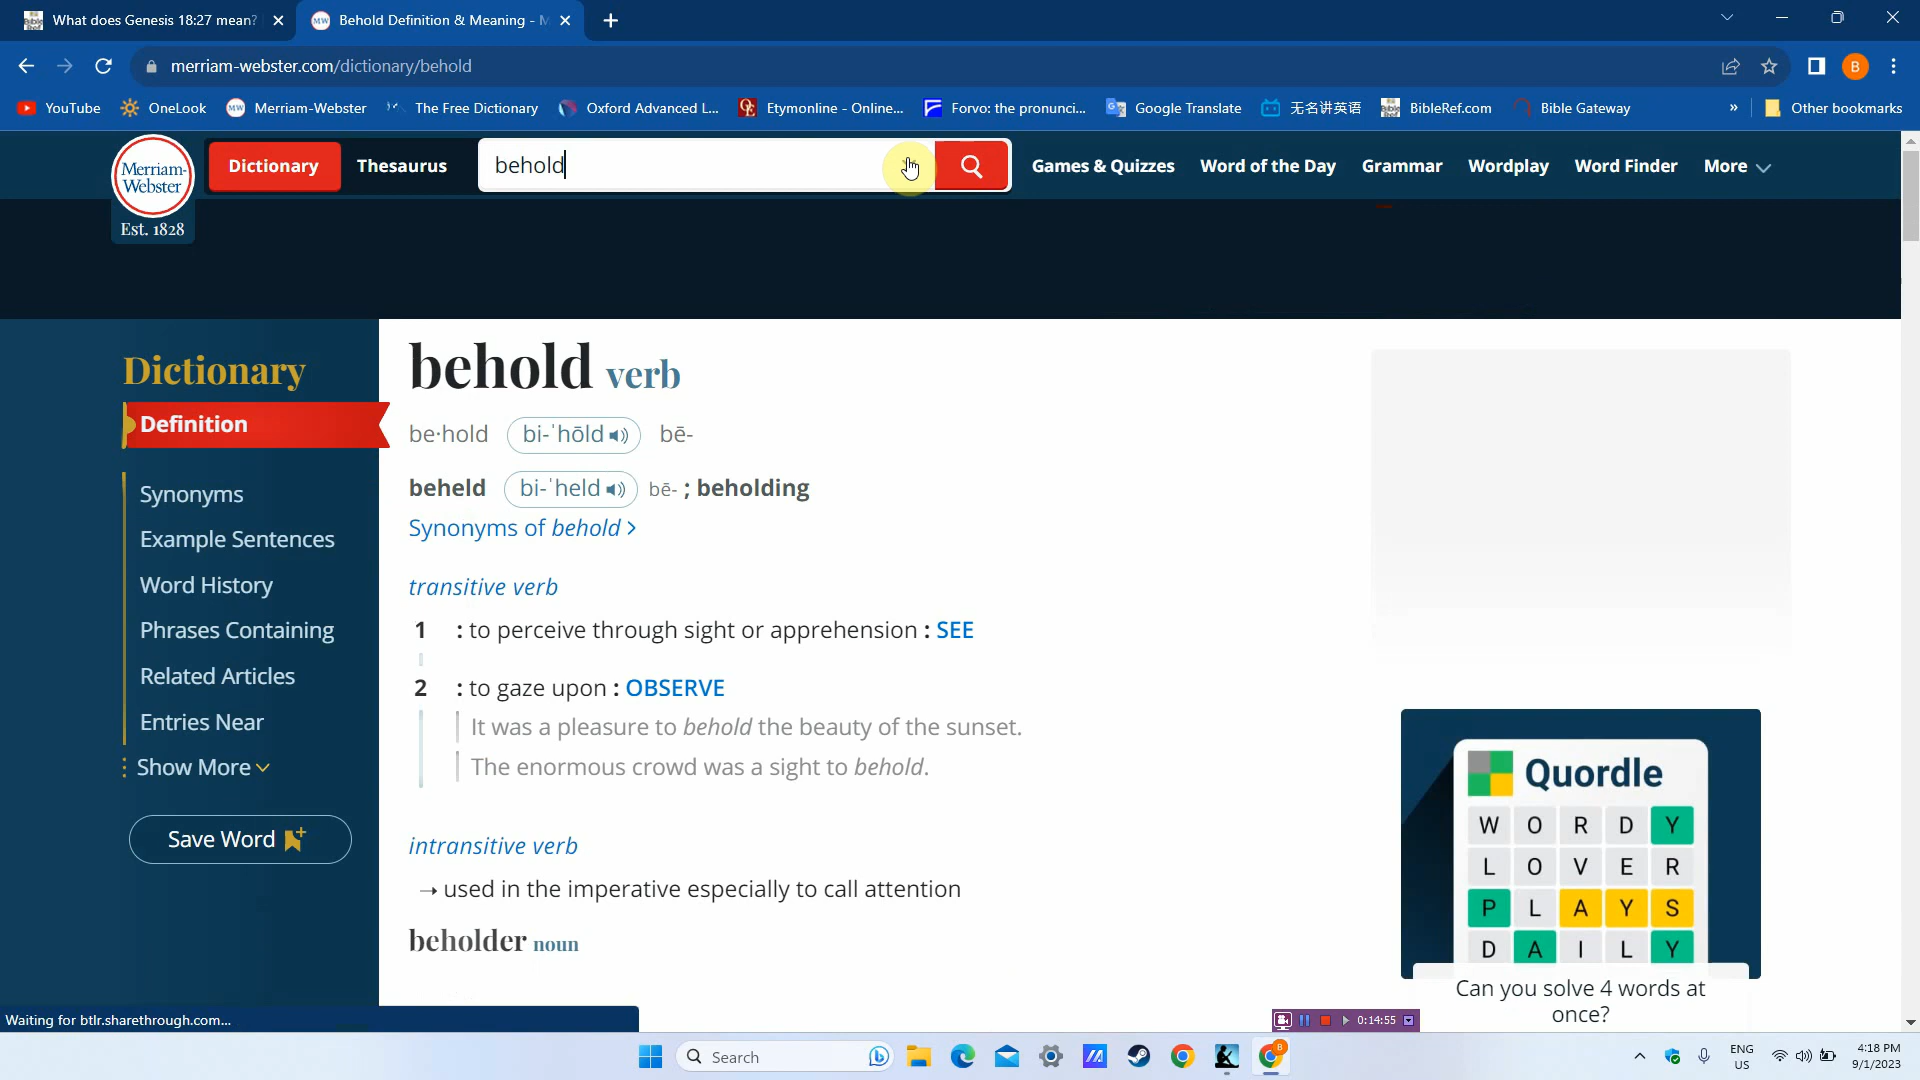 What does Genesis 18:27 mean?
Behold Definition & Meaning - M
merriam-webster.com/dictionary/behold
B
YouTube
OneLook
Merriam-Webster
The Free Dictionary
Oxford Advanced L...
Etymonline - Online...
Forvo: the pronunci...
Google Translate
无名讲英语
BibleRef.com
Bible Gateway
»
Other bookmarks
Merriam-
Webster
Est. 1828
Dictionary
Thesaurus
behold
Games & Quizzes
Word of the Day
Grammar
Wordplay
Word Finder
More
Dictionary
Definition
Synonyms
Example Sentences
Word History
Phrases Containing
Related Articles
Entries Near
Show More
Save Word
behold verb
be·hold bi-ˈhōld bē-
beheld bi-ˈheld bē- ; beholding
Synonyms of behold >
transitive verb
1 : to perceive through sight or apprehension : SEE
2 : to gaze upon : OBSERVE
It was a pleasure to behold the beauty of the sunset.
The enormous crowd was a sight to behold.
intransitive verb
→ used in the imperative especially to call attention
beholder noun
Quordle
W O R D Y
L O V E R
P L A Y S
D A I L Y
Can you solve 4 words at
once?
Waiting for btlr.sharethrough.com...
0:14:55
Search
ENG
US
4:18 PM
9/1/2023